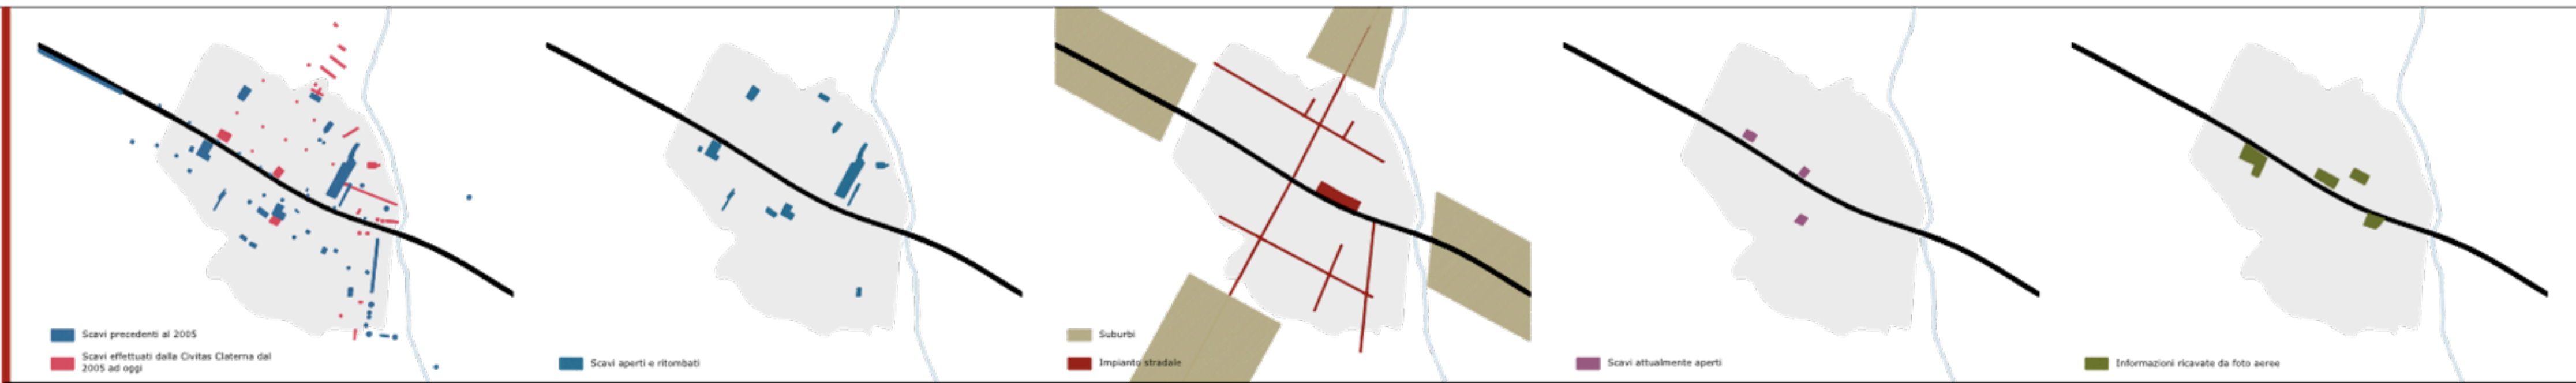 Scavi precedenti al 2005
Scavi effettuati dalla Civitas Claterna dal
2005 ad oggi
Scavi aperti e ritombati
Suburbi
Impianto stradale
Scavi attualmente aperti
Informazioni ricavate da foto aeree